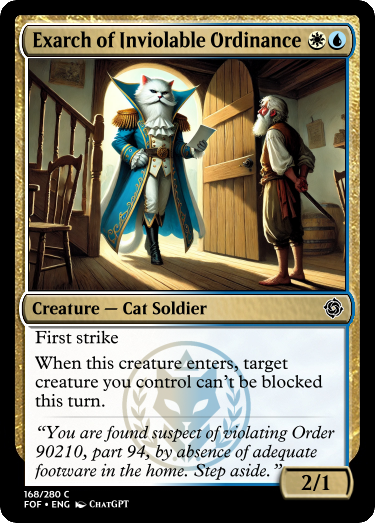 Exarch of Inviolable Ordinance
Creature — Cat Soldier
First strike
When this creature enters, target
creature you control can't be blocked
this turn.
“You are found suspect of violating Order
90210, part 94, by absence of adequate
footware in the home. Step aside.”
2/1
168/280 C
FOF • ENG ChatGPT